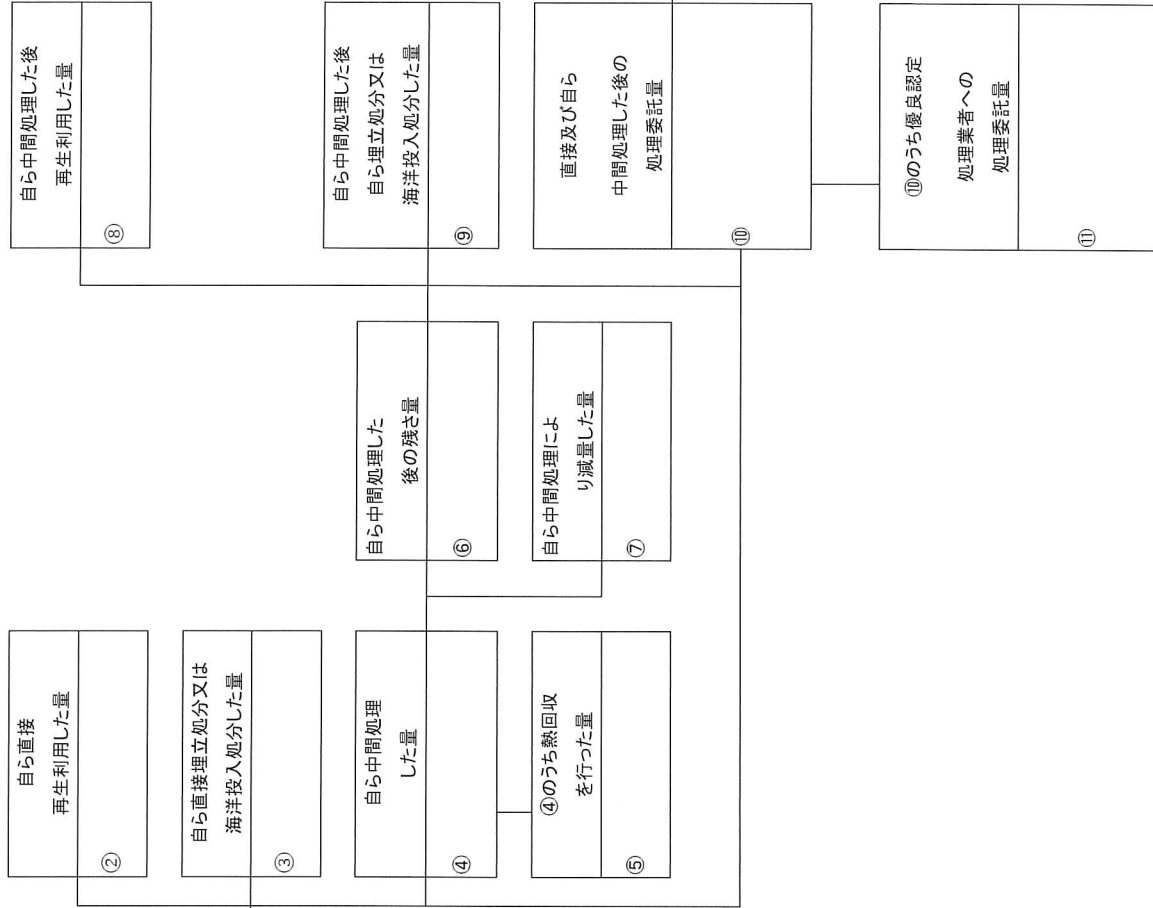 自ら直接
再生利用した量
②
自ら直接埋立処分又は
海洋投入処分した量
③
自ら中間処理
した量
④
④のうち熱回収
を行った量
⑤
自ら中間処理した
後の残さ量
⑥
自ら中間処理によ
り減量した量
⑦
自ら中間処理した後
再生利用した量
⑧
自ら中間処理した後
自ら埋立処分又は
海洋投入処分した量
⑨
直接及び自ら
中間処理した後の
処理委託量
⑩
⑩のうち優良認定
処理業者への
処理委託量
⑪